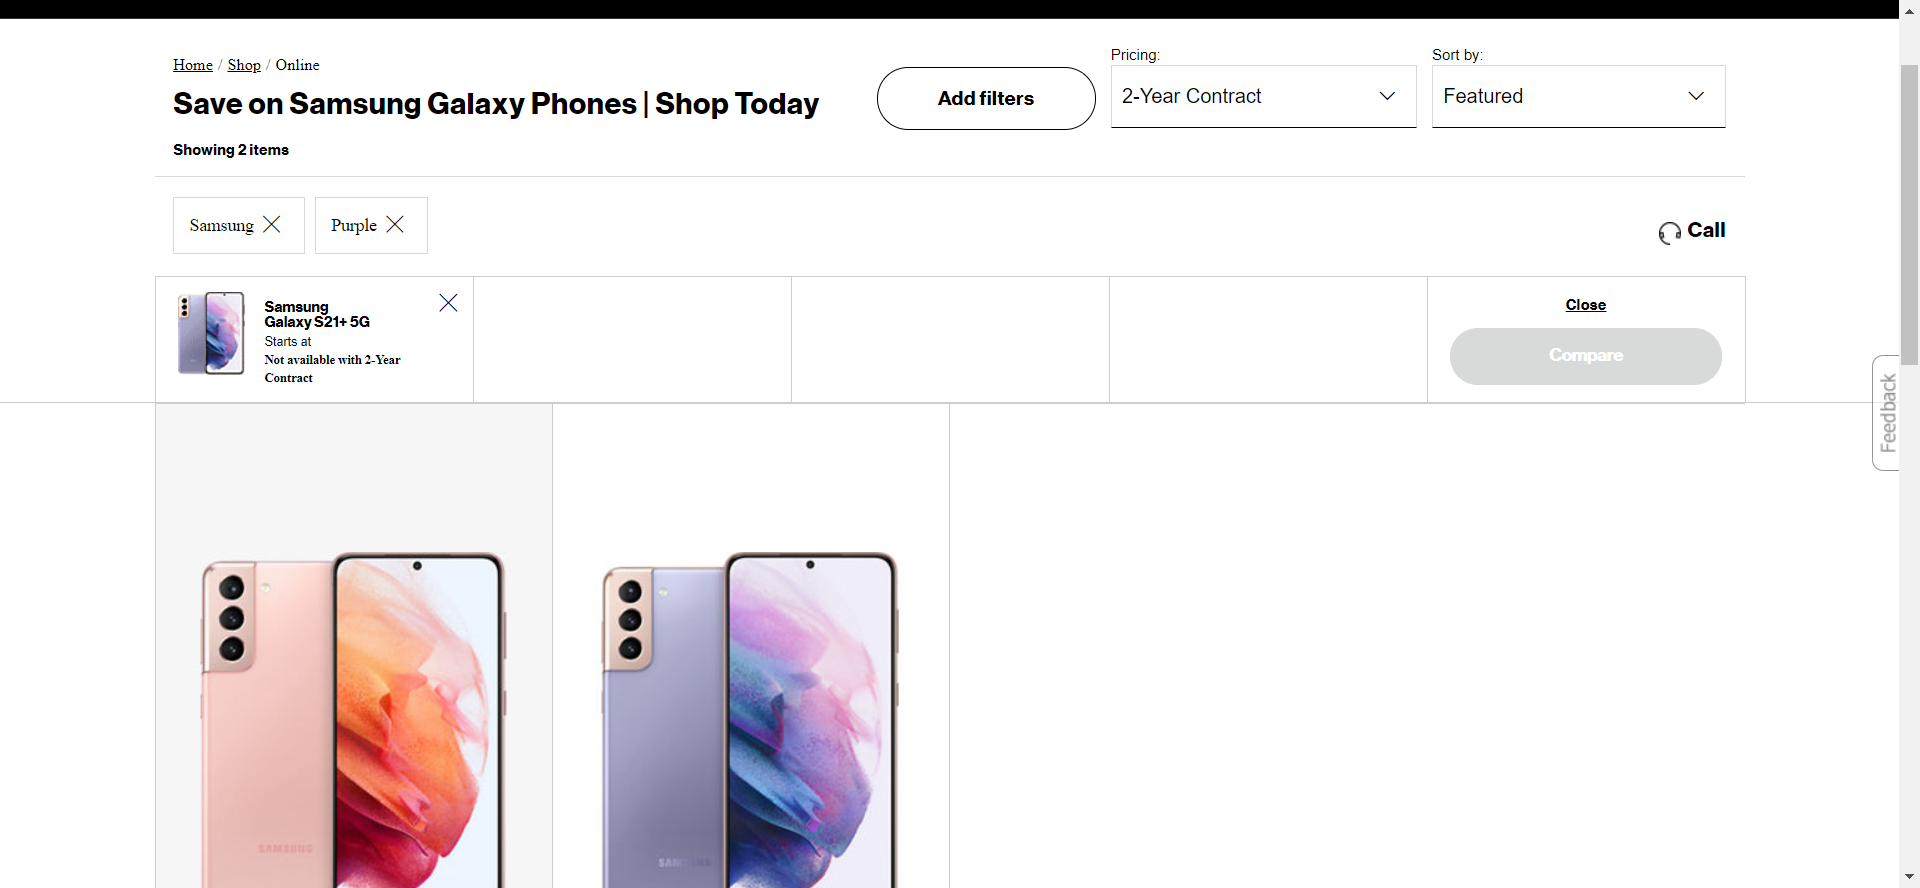 Home / Shop / Online
Save on Samsung Galaxy Phones | Shop Today
Showing 2 items
Add filters
Pricing:
2-Year Contract
Sort by:
Featured
Samsung
Purple
Call
Samsung
Galaxy S21+ 5G
Starts at
Not available with 2-Year
Contract
Close
Compare
Feedback
SAMSUNG
SAMSUNG